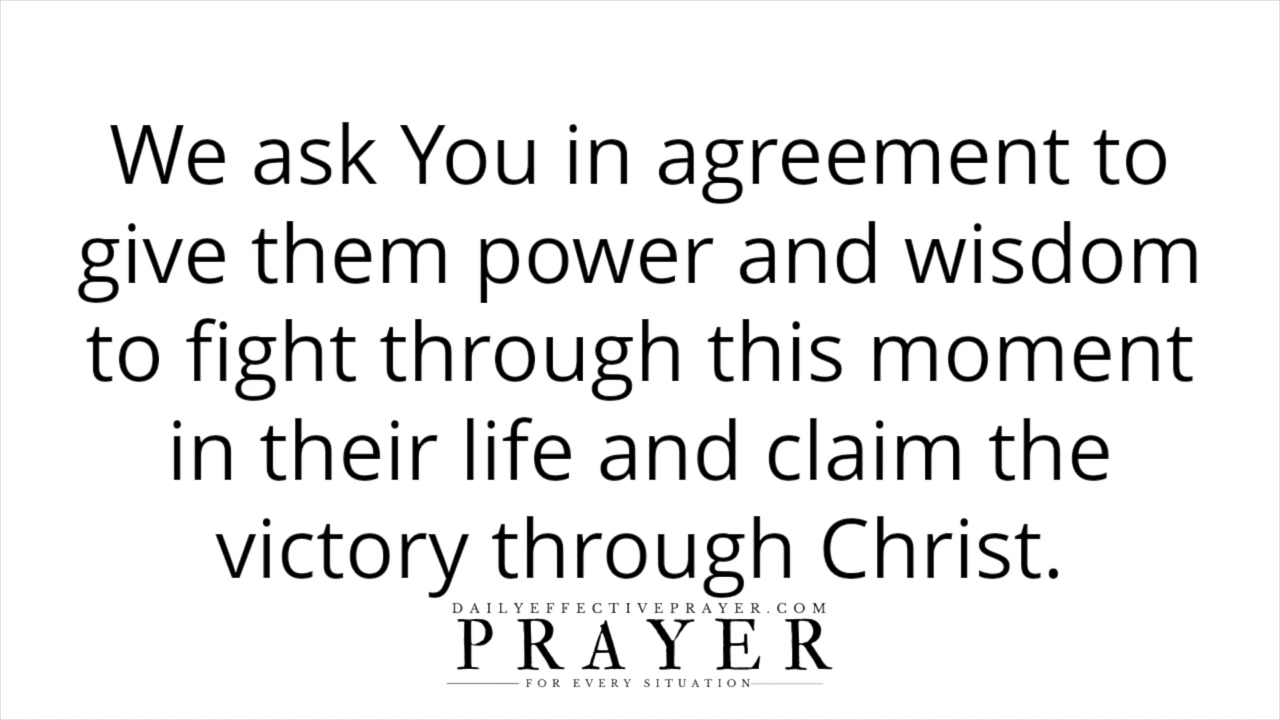 We ask You in agreement to
give them power and wisdom
to fight through this moment
in their life and claim the
victory through Christ.
DAILYEFFECTIVEPRAYER.COM
PRAYER
FOR EVERY SITUATION